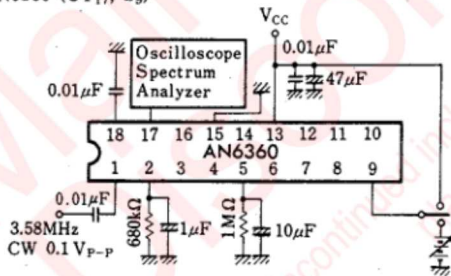 V_CC
Oscilloscope
Spectrum
Analyzer
0.01μF
0.01μF
47μF
18 17 16 15 14 13 12 11 10
AN6360
1 2 3 4 5 6 7 8 9
0.01μF
3.58MHz
CW 0.1 V_P-P
680kΩ
1μF
1MΩ
10μF